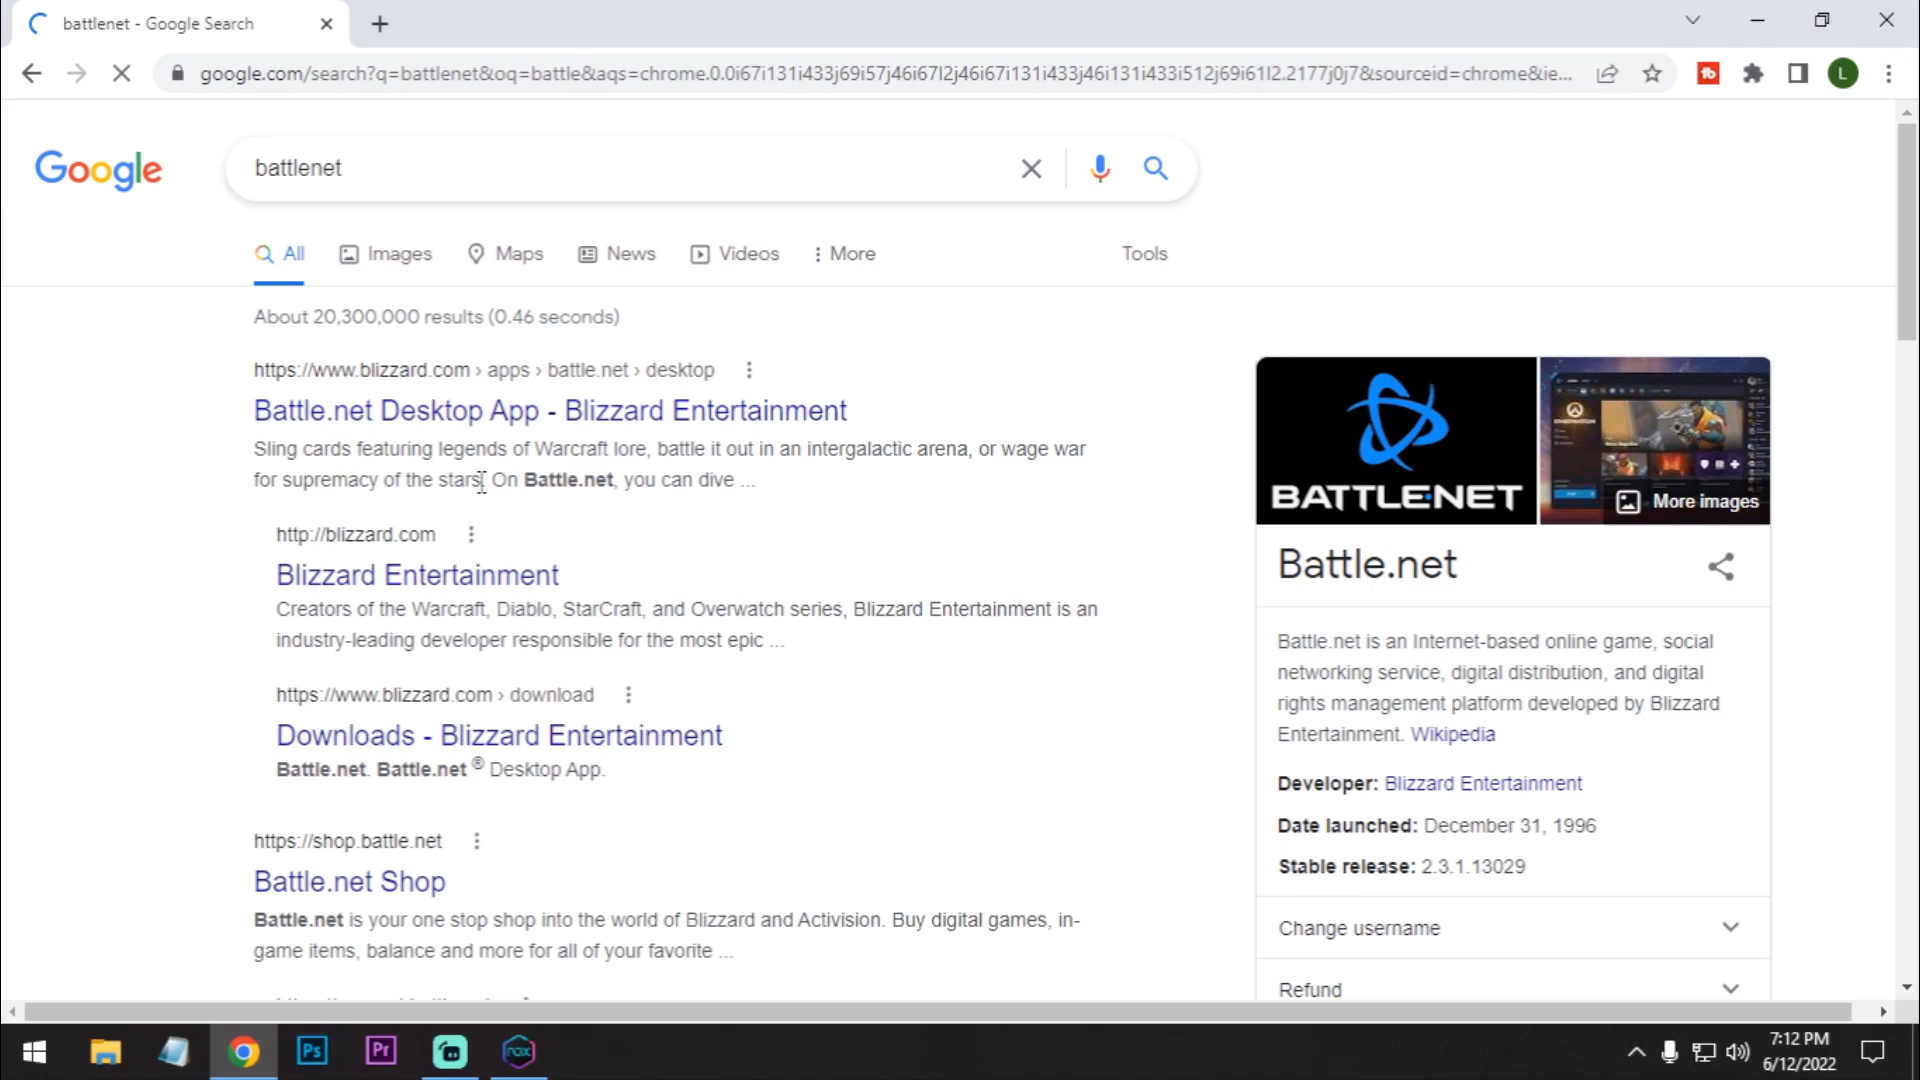 battlenet - Google Search
google.com/search?q=battlenet&oq=battle&aqs=chrome.0.0i67i131i433j69i57j46i67l2j46i67i131i433j46i131i433i512j69i61l2.2177j0j7&sourceid=chrome&ie...
L
Google
battlenet
All Images Maps News Videos More Tools
About 20,300,000 results (0.46 seconds)
https://www.blizzard.com › apps › battle.net › desktop
Battle.net Desktop App - Blizzard Entertainment
Sling cards featuring legends of Warcraft lore, battle it out in an intergalactic arena, or wage war
for supremacy of the stars. On Battle.net, you can dive ...
http://blizzard.com
Blizzard Entertainment
Creators of the Warcraft, Diablo, StarCraft, and Overwatch series, Blizzard Entertainment is an
industry-leading developer responsible for the most epic ...
https://www.blizzard.com › download
Downloads - Blizzard Entertainment
Battle.net. Battle.net ® Desktop App.
https://shop.battle.net
Battle.net Shop
Battle.net is your one stop shop into the world of Blizzard and Activision. Buy digital games, in-
game items, balance and more for all of your favorite ...
BATTLE.NET
More images
Battle.net
Battle.net is an Internet-based online game, social
networking service, digital distribution, and digital
rights management platform developed by Blizzard
Entertainment. Wikipedia
Developer: Blizzard Entertainment
Date launched: December 31, 1996
Stable release: 2.3.1.13029
Change username
Refund
Ps
Pr
nox
7:12 PM
6/12/2022